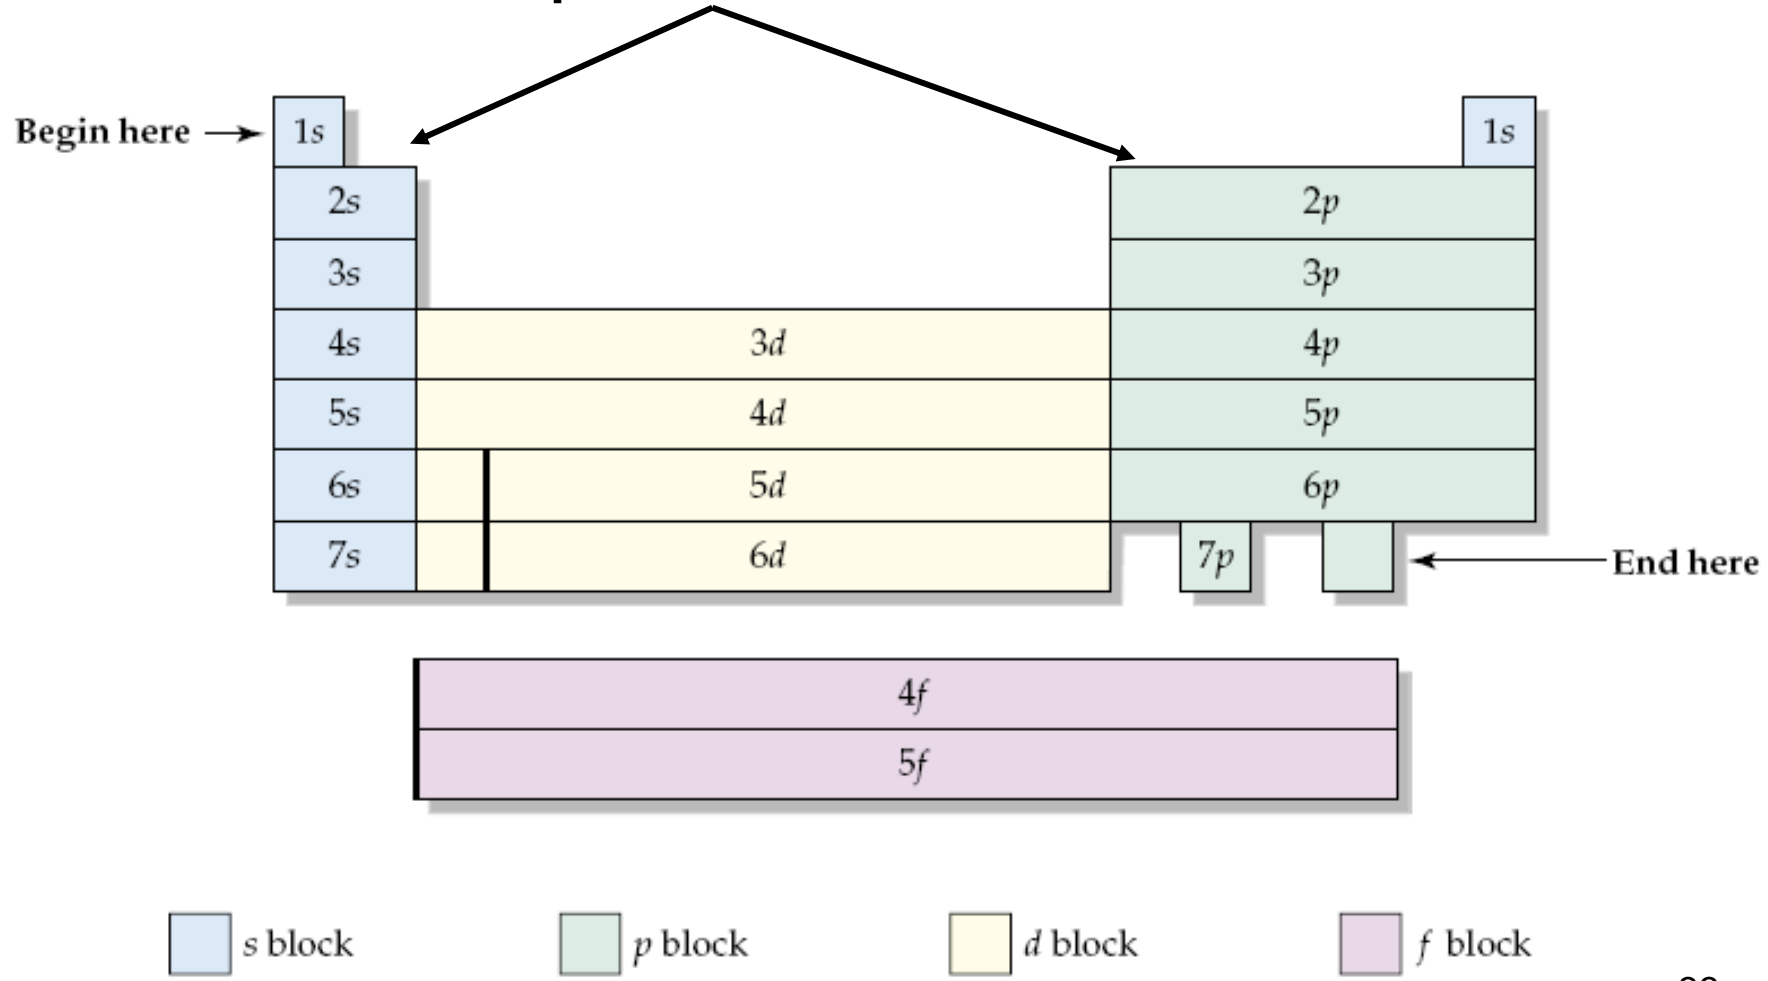 Begin here
1s
1s
2s
2p
3s
3p
4s
3d
4p
5s
4d
5p
6s
5d
6p
7s
6d
7p
End here
4f
5f
s block
p block
d block
f block